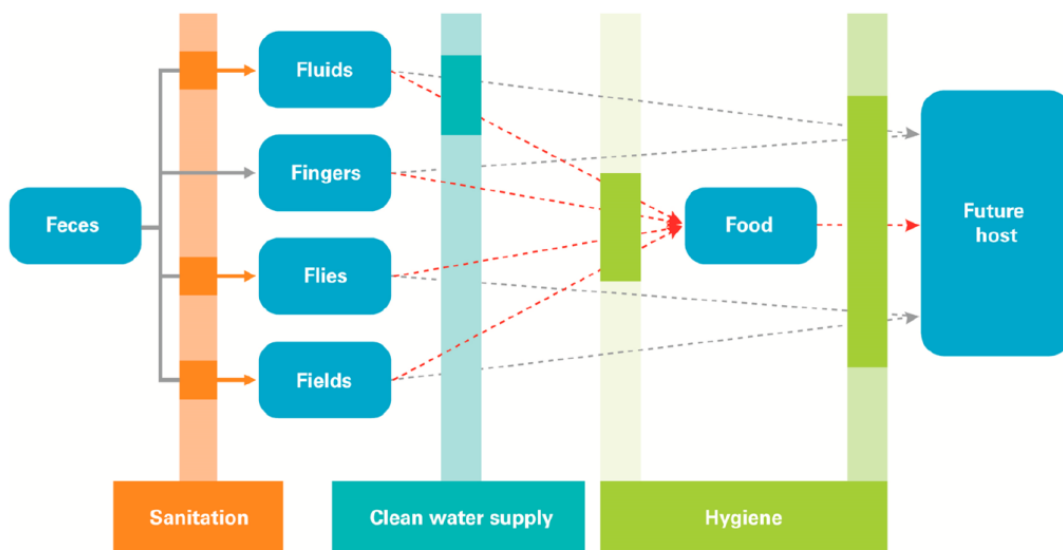 Feces
Fluids
Fingers
Flies
Fields
Food
Future
host
Sanitation
Clean water supply
Hygiene